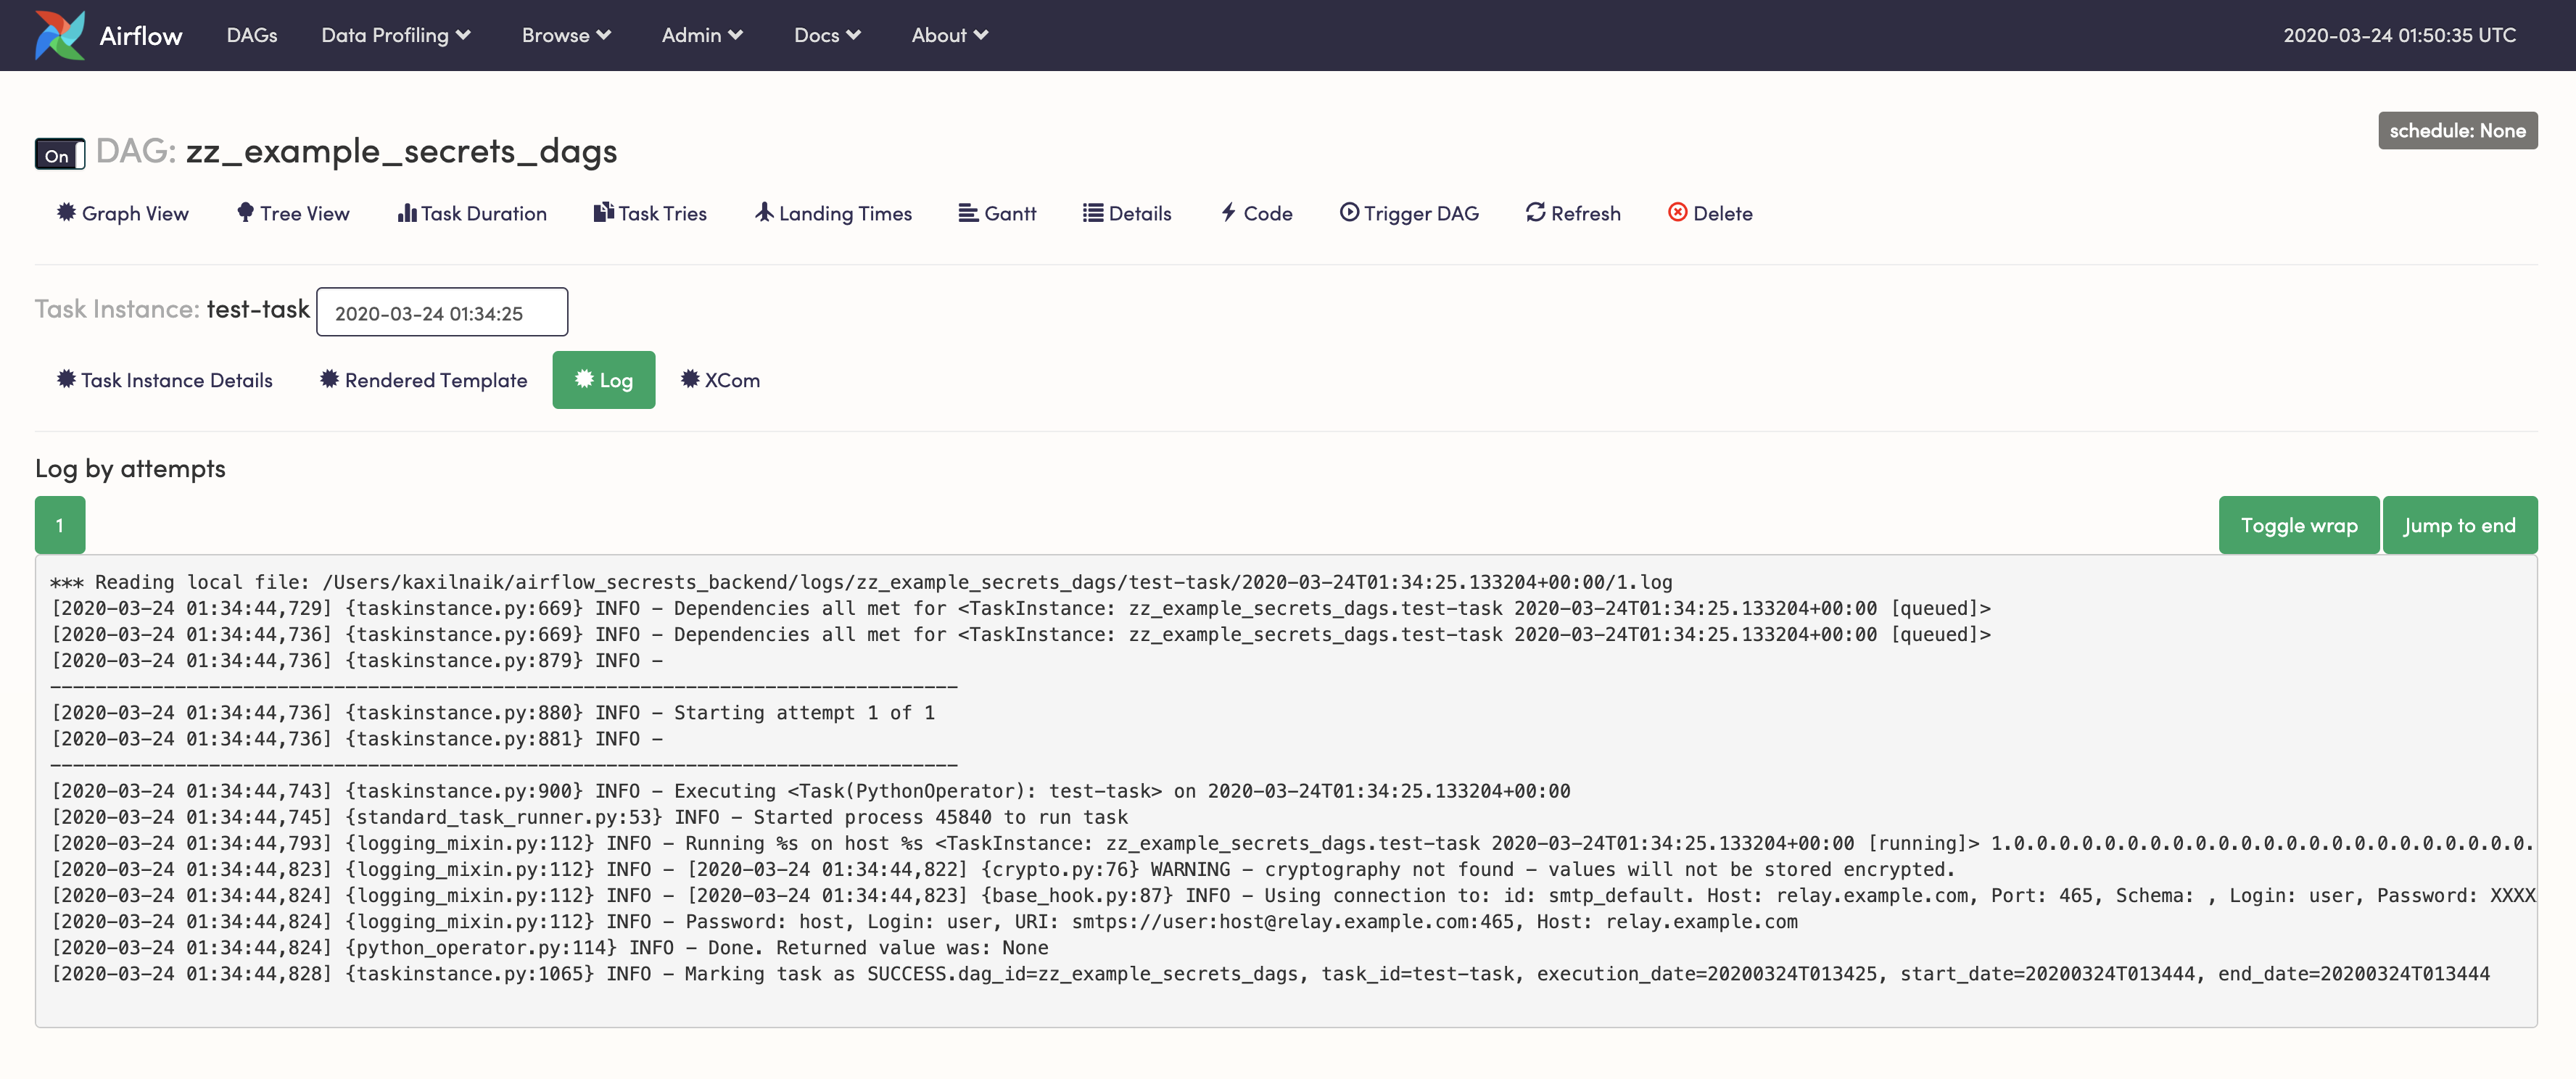 Airflow DAGs Data Profiling Browse Admin Docs About 2020-03-24 01:50:35 UTC
schedule: None
On DAG: zz_example_secrets_dags
Graph View Tree View Task Duration Task Tries Landing Times Gantt Details Code Trigger DAG Refresh Delete
Task Instance: test-task 2020-03-24 01:34:25
Task Instance Details Rendered Template Log XCom
Log by attempts
1 Toggle wrap Jump to end
*** Reading local file: /Users/kaxilnaik/airflow_secrests_backend/logs/zz_example_secrets_dags/test-task/2020-03-24T01:34:25.133204+00:00/1.log
[2020-03-24 01:34:44,729] {taskinstance.py:669} INFO - Dependencies all met for <TaskInstance: zz_example_secrets_dags.test-task 2020-03-24T01:34:25.133204+00:00 [queued]>
[2020-03-24 01:34:44,736] {taskinstance.py:669} INFO - Dependencies all met for <TaskInstance: zz_example_secrets_dags.test-task 2020-03-24T01:34:25.133204+00:00 [queued]>
[2020-03-24 01:34:44,736] {taskinstance.py:879} INFO -
--------------------------------------------------------------------------------
[2020-03-24 01:34:44,736] {taskinstance.py:880} INFO - Starting attempt 1 of 1
[2020-03-24 01:34:44,736] {taskinstance.py:881} INFO -
--------------------------------------------------------------------------------
[2020-03-24 01:34:44,743] {taskinstance.py:900} INFO - Executing <Task(PythonOperator): test-task> on 2020-03-24T01:34:25.133204+00:00
[2020-03-24 01:34:44,745] {standard_task_runner.py:53} INFO - Started process 45840 to run task
[2020-03-24 01:34:44,793] {logging_mixin.py:112} INFO - Running %s on host %s <TaskInstance: zz_example_secrets_dags.test-task 2020-03-24T01:34:25.133204+00:00 [running]> 1.0.0.0.0.0.0.0.0.0.0.0.0.0.0.0.0.0.0.0.0.0.0.0.0.
[2020-03-24 01:34:44,823] {logging_mixin.py:112} INFO - [2020-03-24 01:34:44,822] {crypto.py:76} WARNING - cryptography not found - values will not be stored encrypted.
[2020-03-24 01:34:44,824] {logging_mixin.py:112} INFO - [2020-03-24 01:34:44,823] {base_hook.py:87} INFO - Using connection to: id: smtp_default. Host: relay.example.com, Port: 465, Schema: , Login: user, Password: XXXX
[2020-03-24 01:34:44,824] {logging_mixin.py:112} INFO - Password: host, Login: user, URI: smtps://user:host@relay.example.com:465, Host: relay.example.com
[2020-03-24 01:34:44,824] {python_operator.py:114} INFO - Done. Returned value was: None
[2020-03-24 01:34:44,828] {taskinstance.py:1065} INFO - Marking task as SUCCESS.dag_id=zz_example_secrets_dags, task_id=test-task, execution_date=20200324T013425, start_date=20200324T013444, end_date=20200324T013444